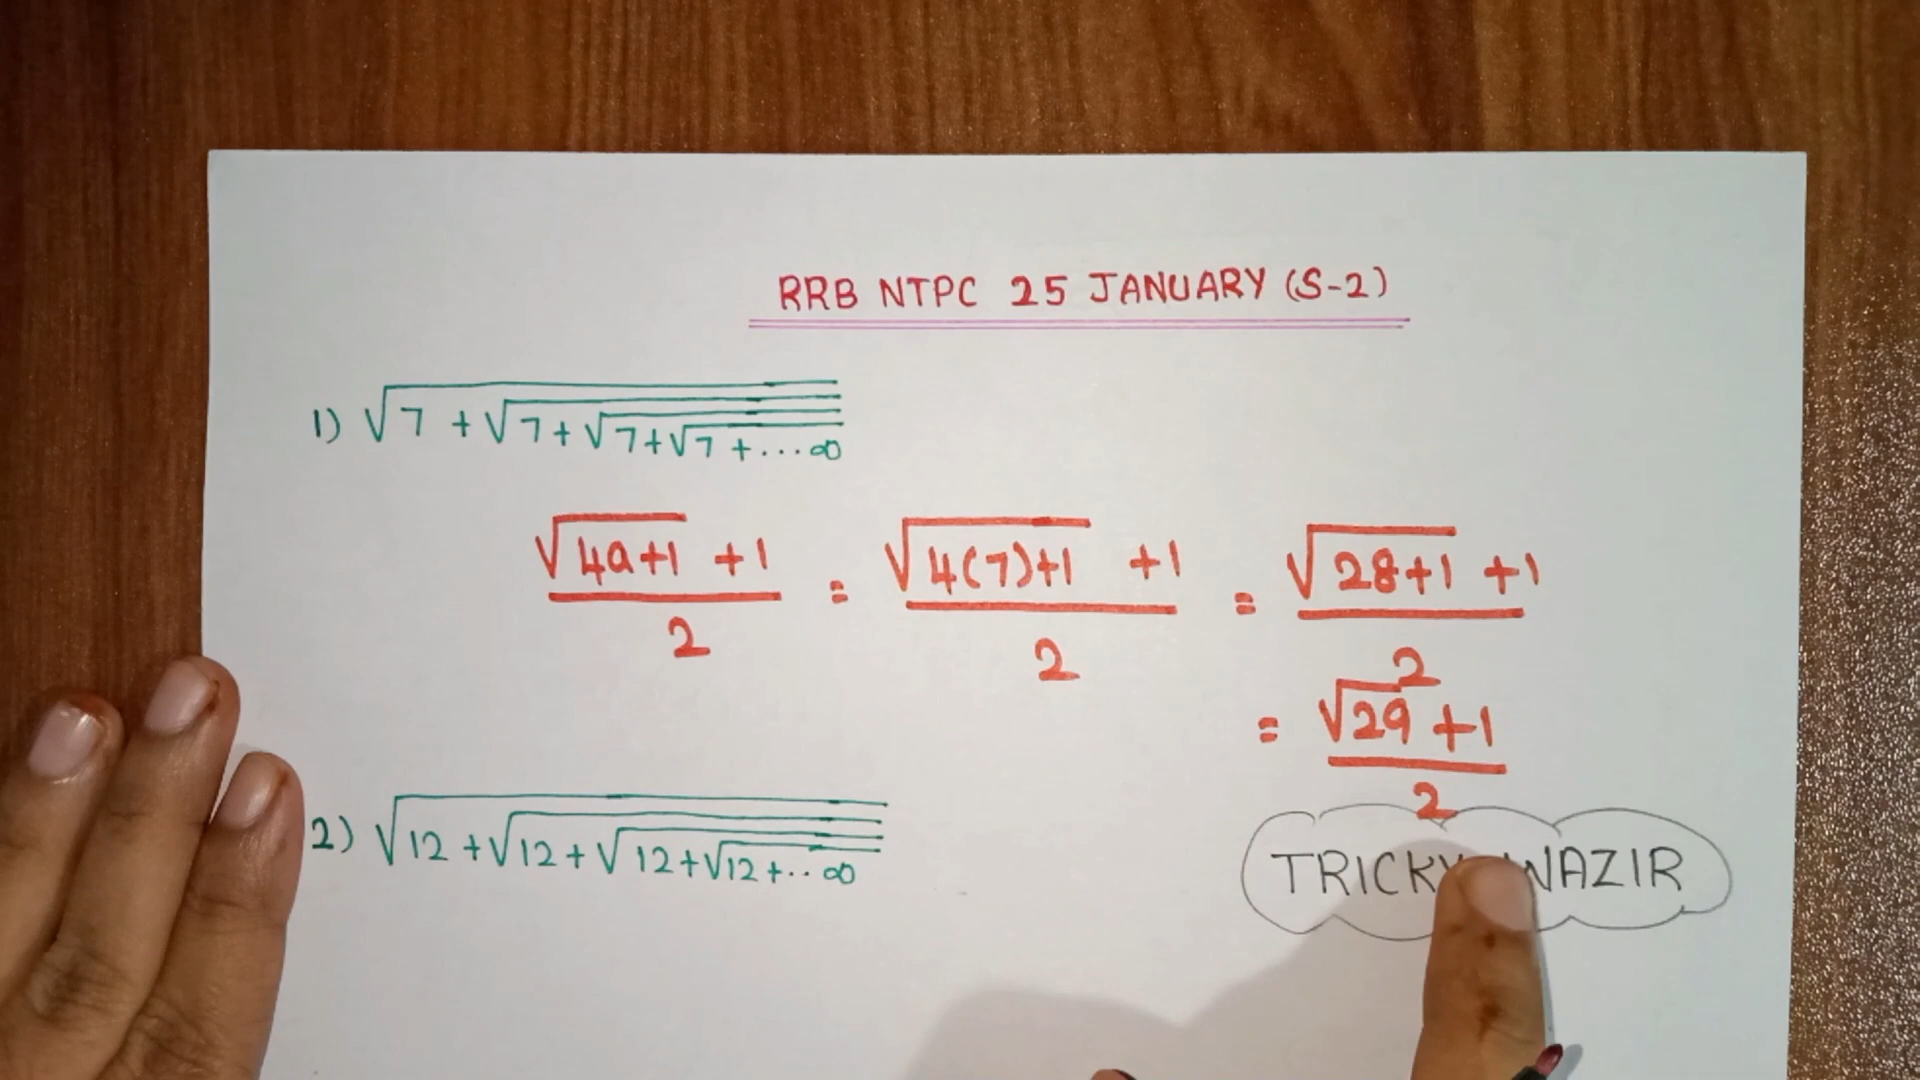 RRB NTPC 25 JANUARY (S-2)
1) √7 + √7 + √7 + √7 + ... ∞
√4a+1 +1 / 2 = √4(7)+1 +1 / 2 = √28+1 +1 / 2
= √29 +1 / 2
2) √12 + √12 + √12 + √12 + .. ∞
TRICKY WAZIR